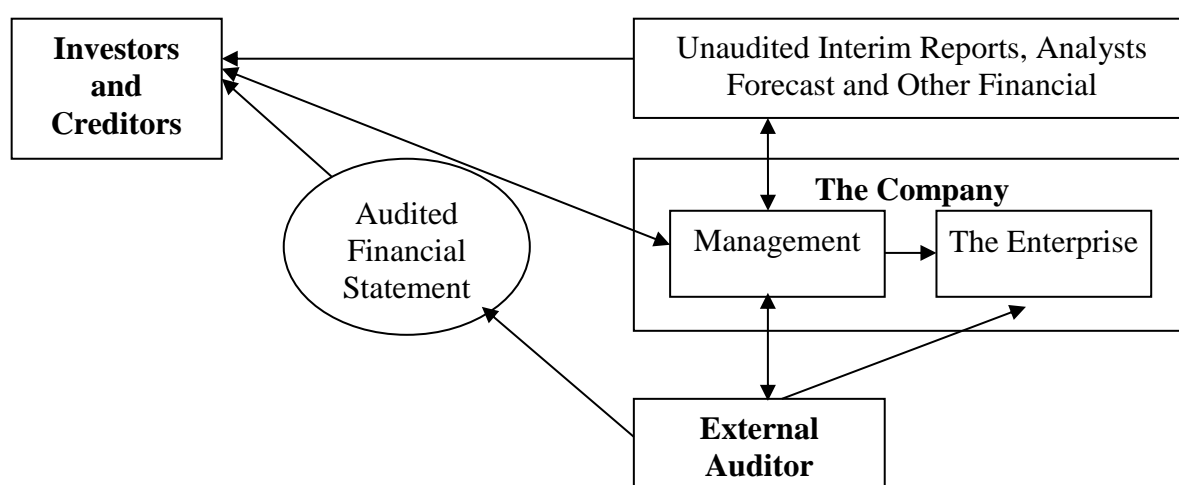 Investors
and
Creditors
Unaudited Interim Reports, Analysts
Forecast and Other Financial
The Company
Management
The Enterprise
Audited
Financial
Statement
External
Auditor